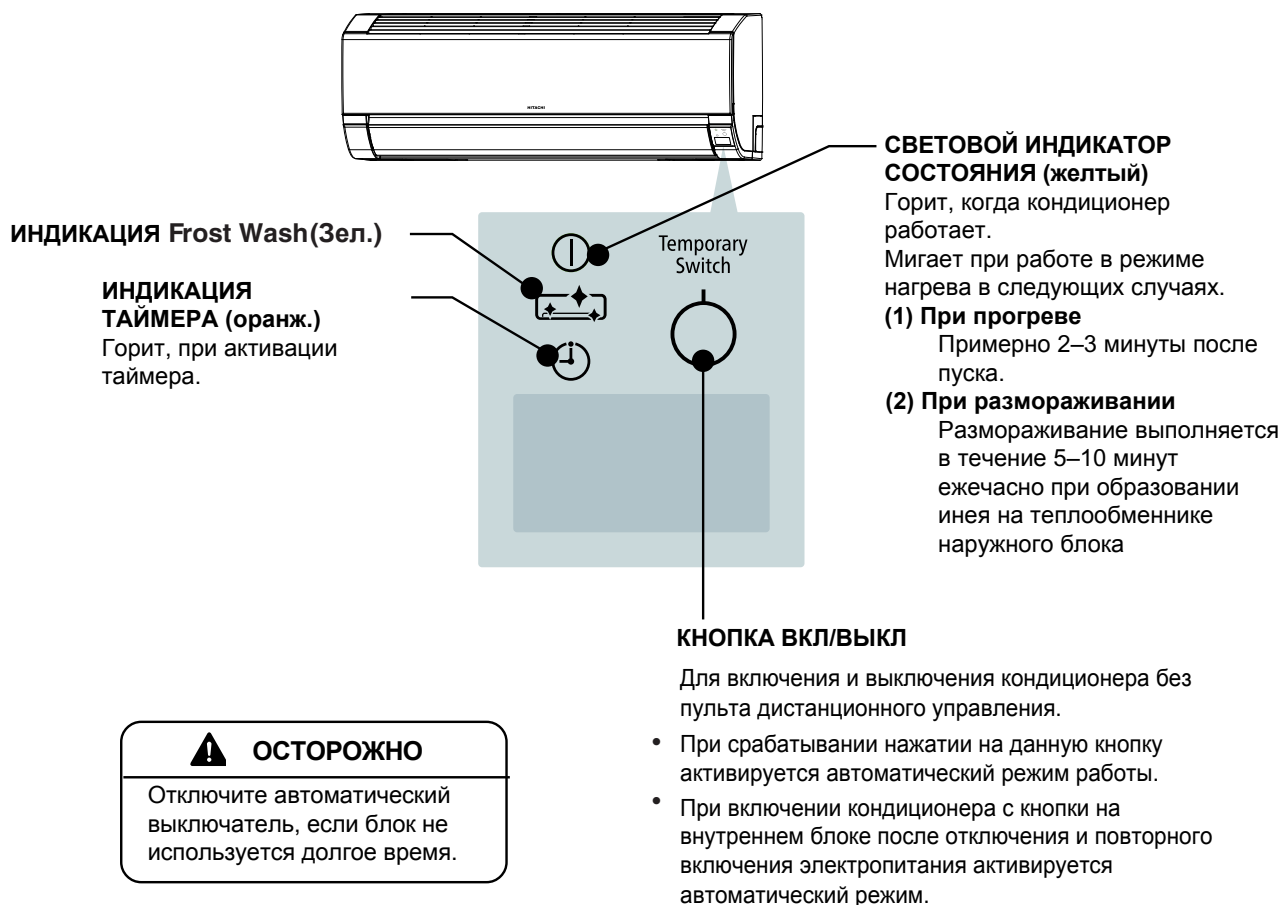 HITACHI
СВЕТОВОЙ ИНДИКАТОР
СОСТОЯНИЯ (желтый)
Горит, когда кондиционер
работает.
Мигает при работе в режиме
нагрева в следующих случаях.
(1) При прогреве
Примерно 2–3 минуты после
пуска.
(2) При размораживании
Размораживание выполняется
в течение 5–10 минут
ежечасно при образовании
инея на теплообменнике
наружного блока
ИНДИКАЦИЯ Frost Wash(Зел.)
ИНДИКАЦИЯ
ТАЙМЕРА (оранж.)
Горит, при активации
таймера.
Temporary
Switch
КНОПКА ВКЛ/ВЫКЛ
Для включения и выключения кондиционера без
пульта дистанционного управления.
• При срабатывании нажатии на данную кнопку
активируется автоматический режим работы.
• При включении кондиционера с кнопки на
внутреннем блоке после отключения и повторного
включения электропитания активируется
автоматический режим.
ОСТОРОЖНО
Отключите автоматический
выключатель, если блок не
используется долгое время.